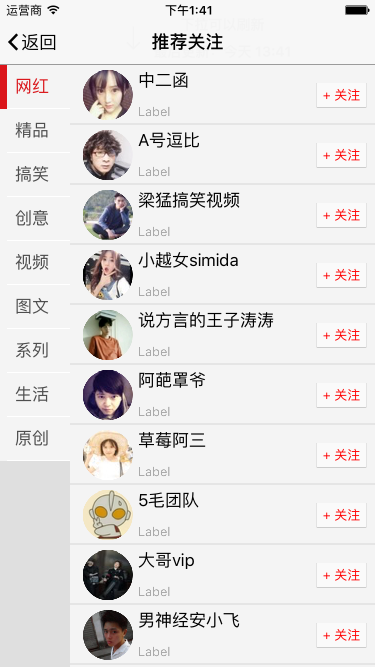 运营商 下午1:41
返回 推荐关注
网红
精品
搞笑
创意
视频
图文
系列
生活
原创
中二函
Label
+ 关注
A号逗比
Label
+ 关注
梁猛搞笑视频
Label
+ 关注
小越女simida
Label
+ 关注
说方言的王子涛涛
Label
+ 关注
阿葩罩爷
Label
+ 关注
草莓阿三
Label
+ 关注
5毛团队
Label
+ 关注
大哥vip
Label
+ 关注
男神经安小飞
Label
+ 关注